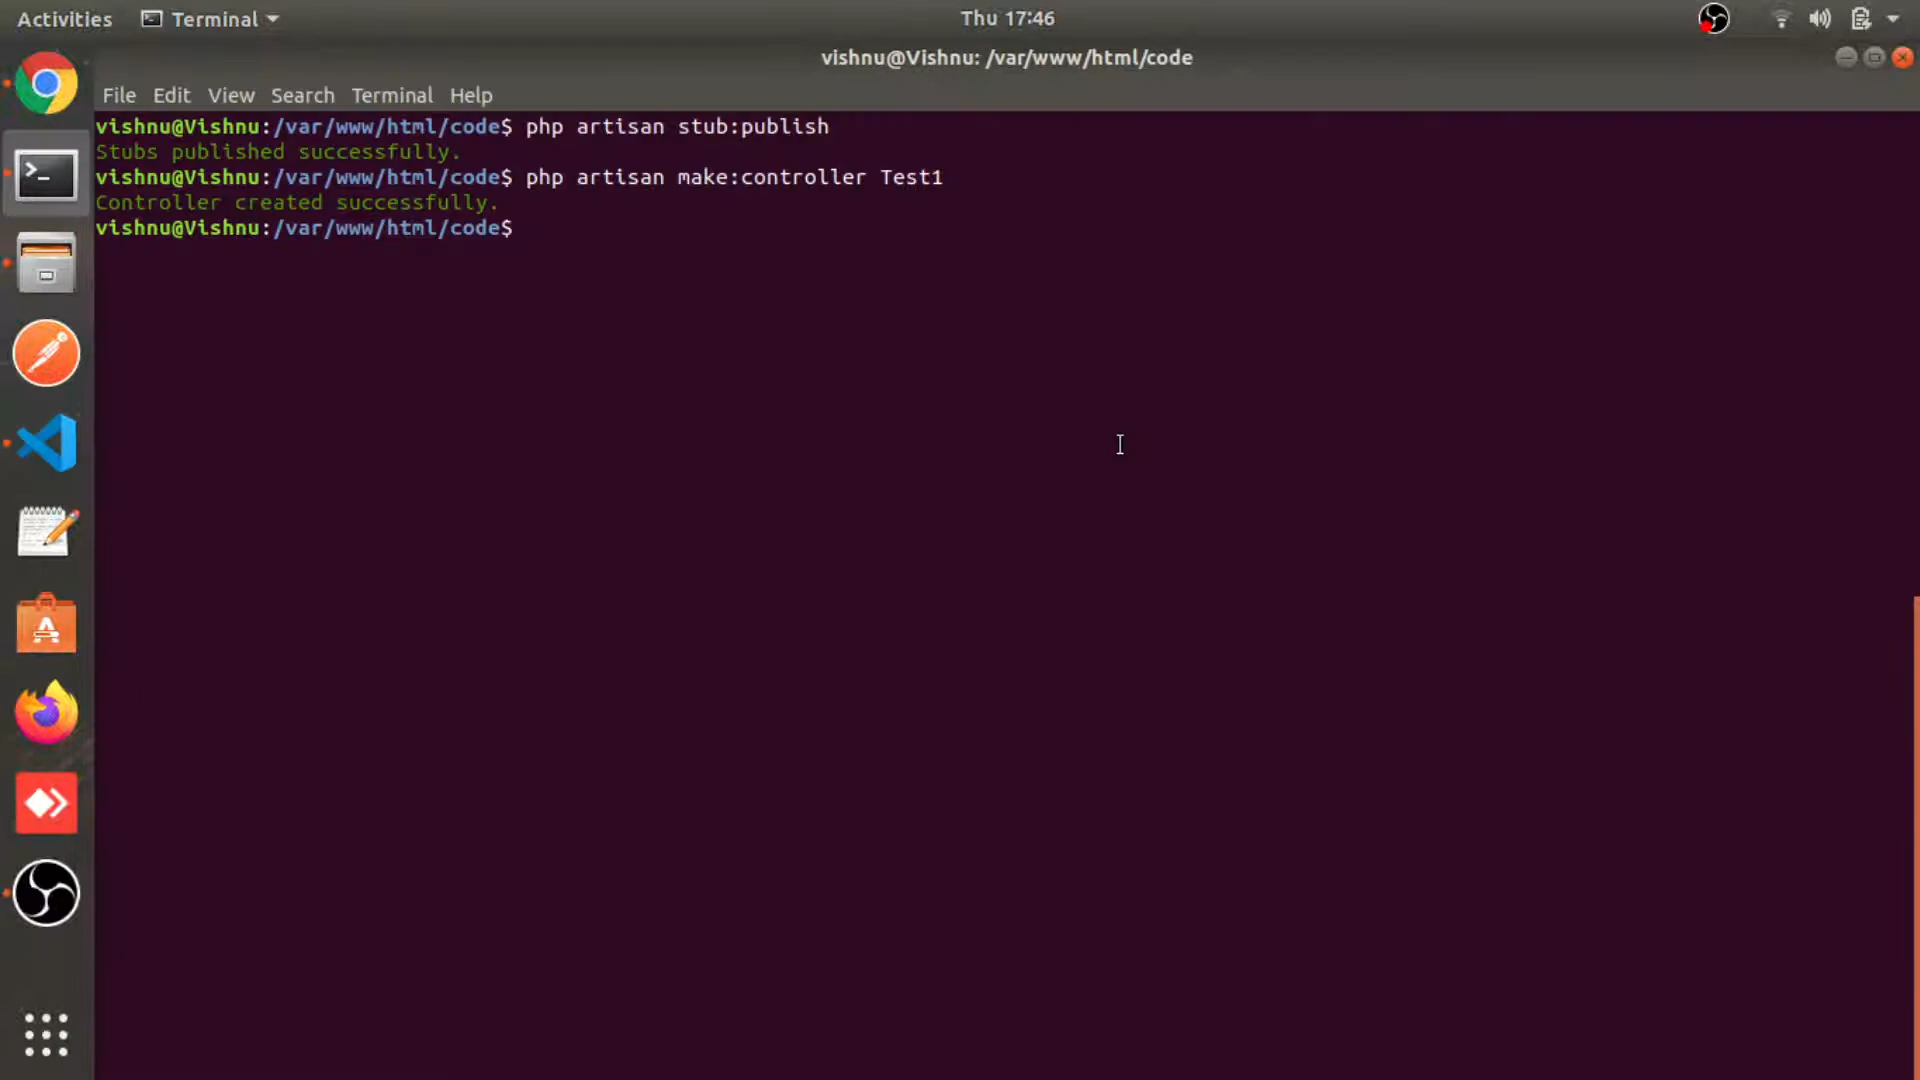 Activities Terminal Thu 17:46
vishnu@Vishnu: /var/www/html/code
File Edit View Search Terminal Help
vishnu@Vishnu:/var/www/html/code$ php artisan stub:publish
Stubs published successfully.
vishnu@Vishnu:/var/www/html/code$ php artisan make:controller Test1
Controller created successfully.
vishnu@Vishnu:/var/www/html/code$